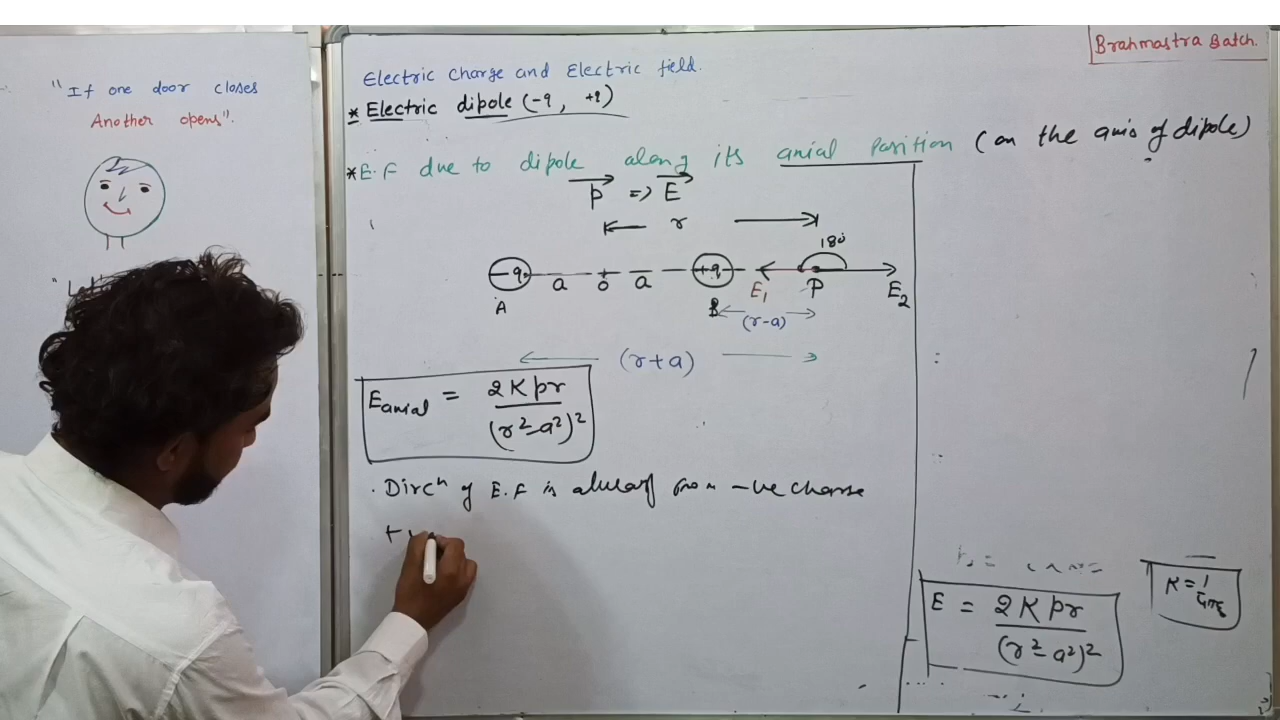 "If one door closes
Another opens".
Brahmastra Batch.
Electric Charge and Electric field.
* Electric dipole (-q, +q)
* E.F due to dipole along its axial Position (on the axis of dipole)
p => E
r
180°
-q a o a +q E₁ P E₂
A B
(r-a)
(r+a)
Eaxial = 2Kpr / (r²-a²)²
. Dircⁿ of E.F is always from -ve charge
E = 2Kpr / (r²-a²)²
K = 1 / 4πε₀